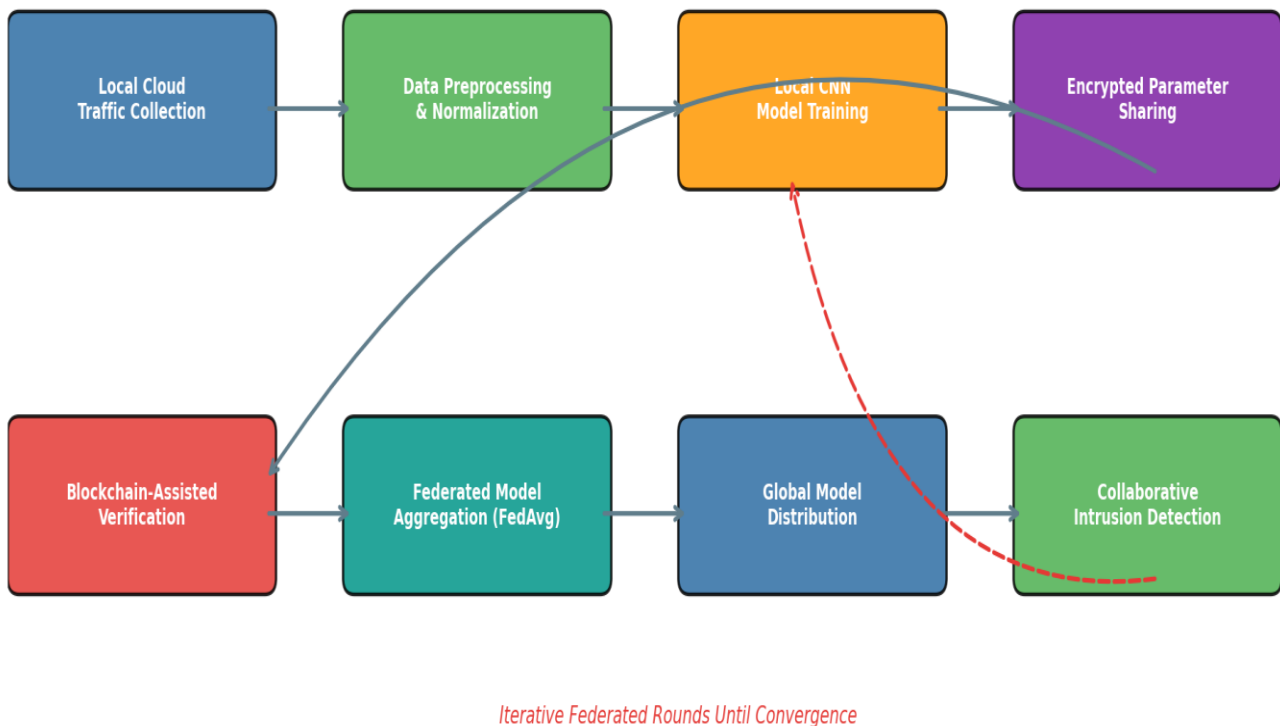 Local Cloud
Traffic Collection
Data Preprocessing
& Normalization
Local CNN
Model Training
Encrypted Parameter
Sharing
Blockchain-Assisted
Verification
Federated Model
Aggregation (FedAvg)
Global Model
Distribution
Collaborative
Intrusion Detection
Iterative Federated Rounds Until Convergence